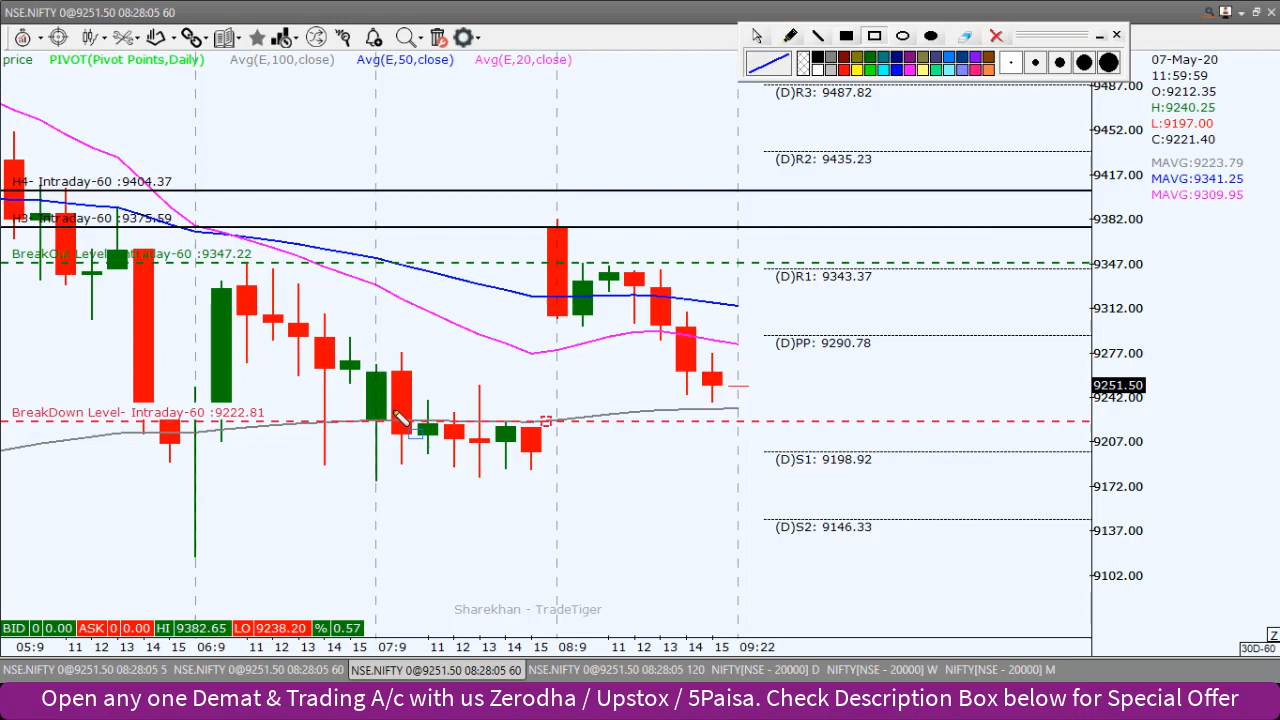 NSE.NIFTY 0@9251.50 08:28:05 60
price PIVOT(Pivot Points,Daily) Avg(E,100,close) Avg(E,50,close) Avg(E,20,close)
07-May-20
11:59:59
O:9212.35
H:9240.25
L:9197.00
C:9221.40
MAVG:9223.79
MAVG:9341.25
MAVG:9309.95
(D)R3: 9487.82
(D)R2: 9435.23
H4- Intraday-60 :9404.37
H3- Intraday-60 :9375.59
BreakOut Level- Intraday-60 :9347.22
(D)R1: 9343.37
(D)PP: 9290.78
BreakDown Level- Intraday-60 :9222.81
(D)S1: 9198.92
(D)S2: 9146.33
9487.00
9452.00
9417.00
9382.00
9347.00
9312.00
9277.00
9251.50
9242.00
9207.00
9172.00
9137.00
9102.00
Sharekhan - TradeTiger
BID 0 0.00 ASK 0 0.00 HI 9382.65 LO 9238.20 % 0.57
Z
05:9 11 12 13 14 15 06:9 11 12 13 14 15 07:9 11 12 13 14 15 08:9 11 12 13 14 15 09:22
30D-60
NSE.NIFTY 0@9251.50 08:28:05 5 NSE.NIFTY 0@9251.50 08:28:05 60 NSE.NIFTY 0@9251.50 08:28:05 60 NSE.NIFTY 0@9251.50 08:28:05 120 NIFTY[NSE - 20000] D NIFTY[NSE - 20000] W NIFTY[NSE - 20000] M
Open any one Demat & Trading A/c with us Zerodha / Upstox / 5Paisa. Check Description Box below for Special Offer